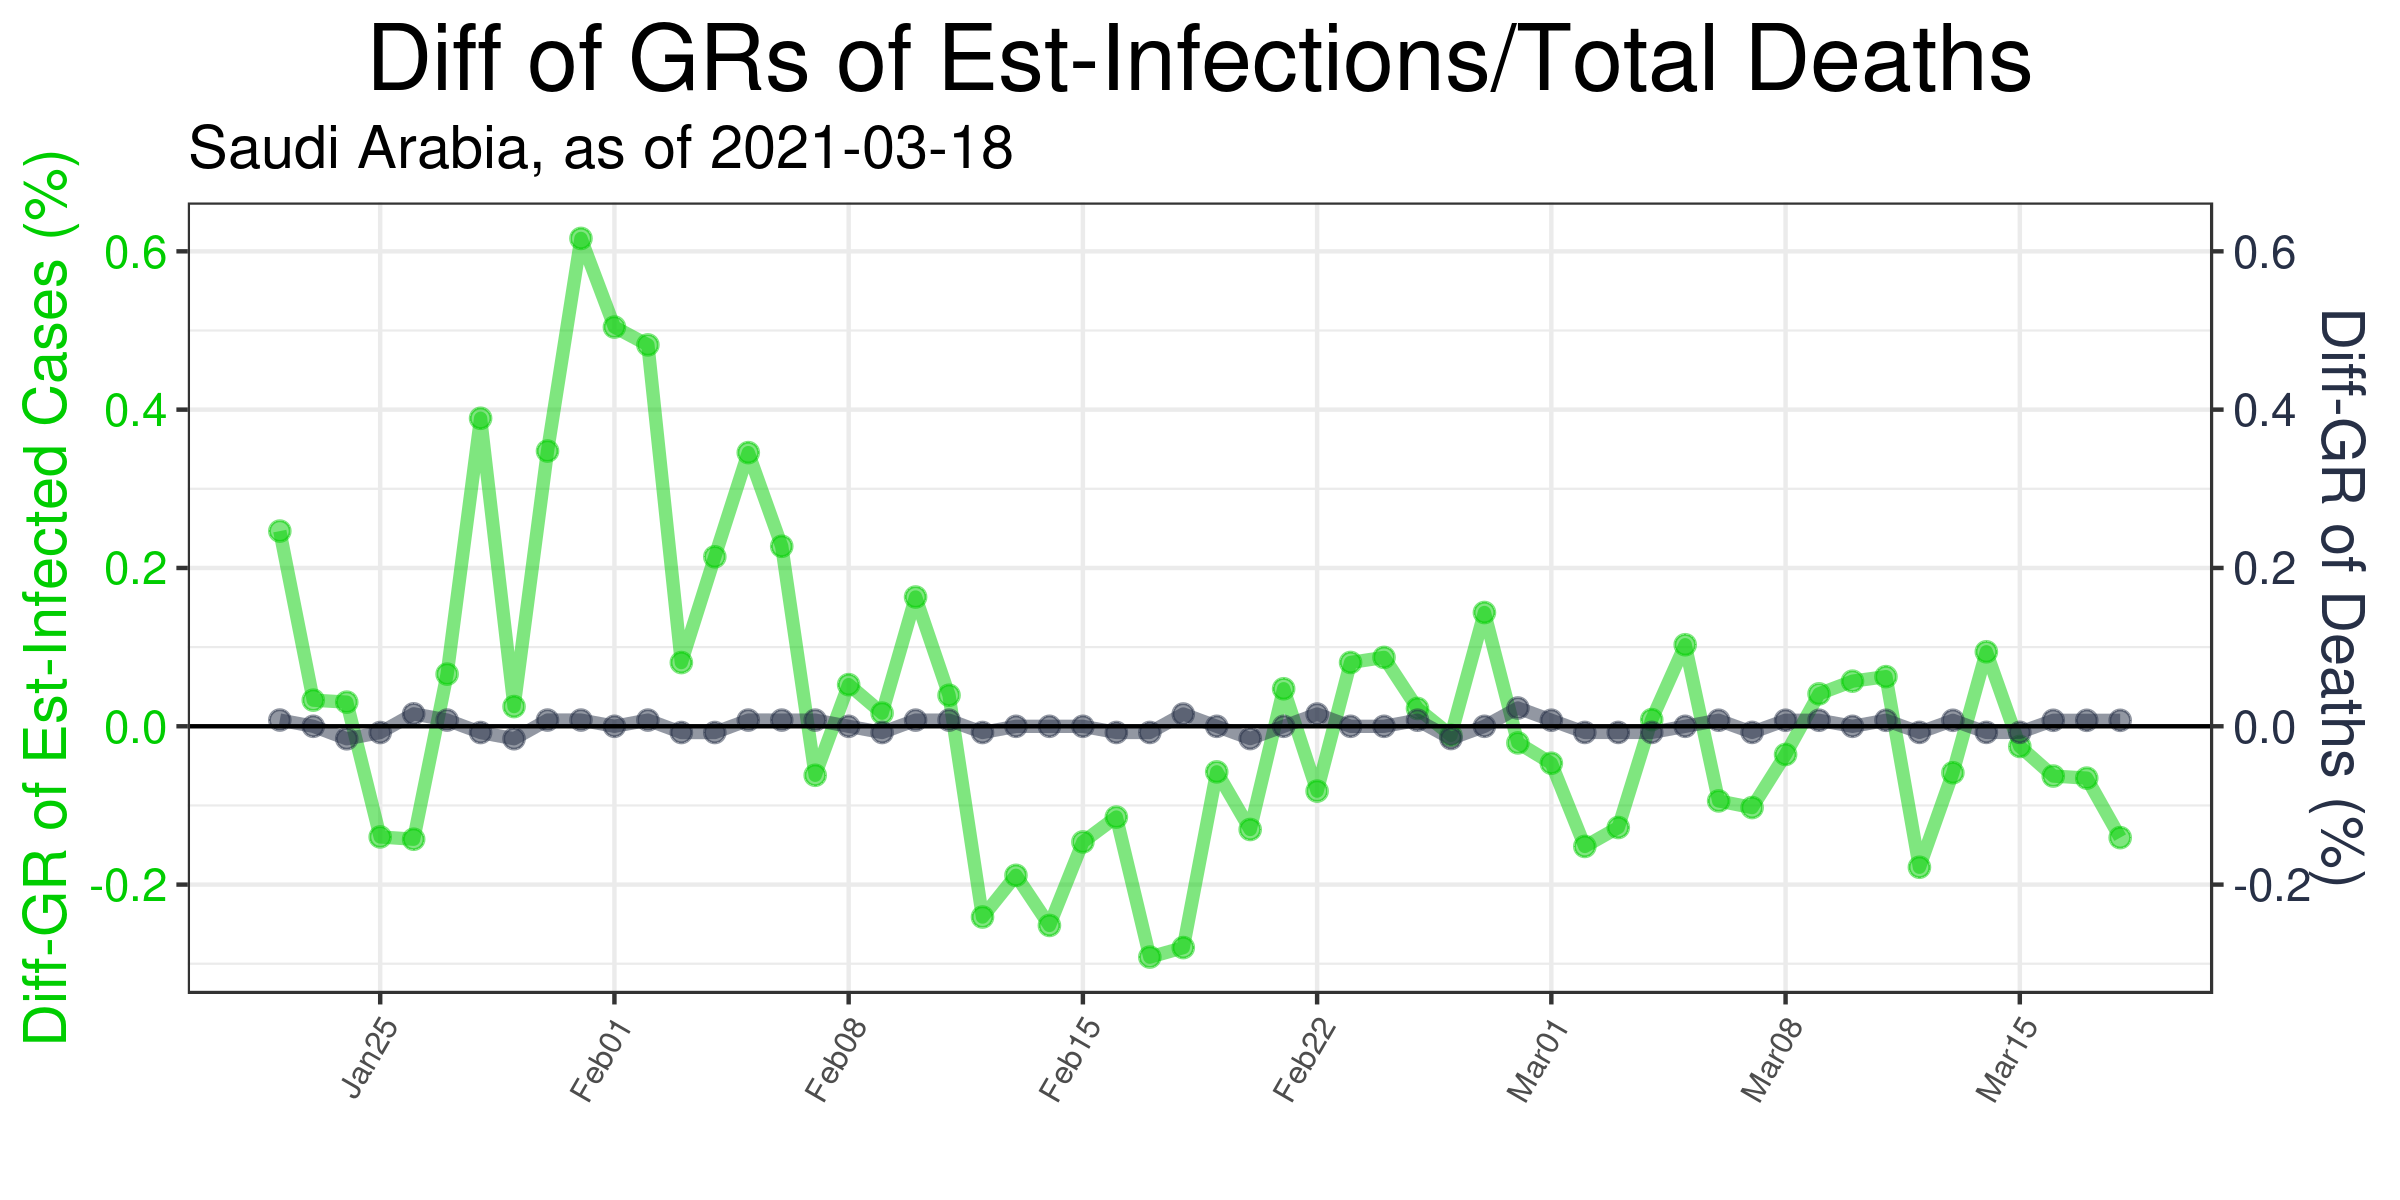 Diff of GRs of Est-Infections/Total Deaths
Saudi Arabia, as of 2021-03-18
Diff-GR of Est-Infected Cases (%)
0.6
0.4
0.2
0.0
-0.2
0.6
0.4
0.2
0.0
-0.2
Diff-GR of Deaths (%)
Jan25
Feb01
Feb08
Feb15
Feb22
Mar01
Mar08
Mar15